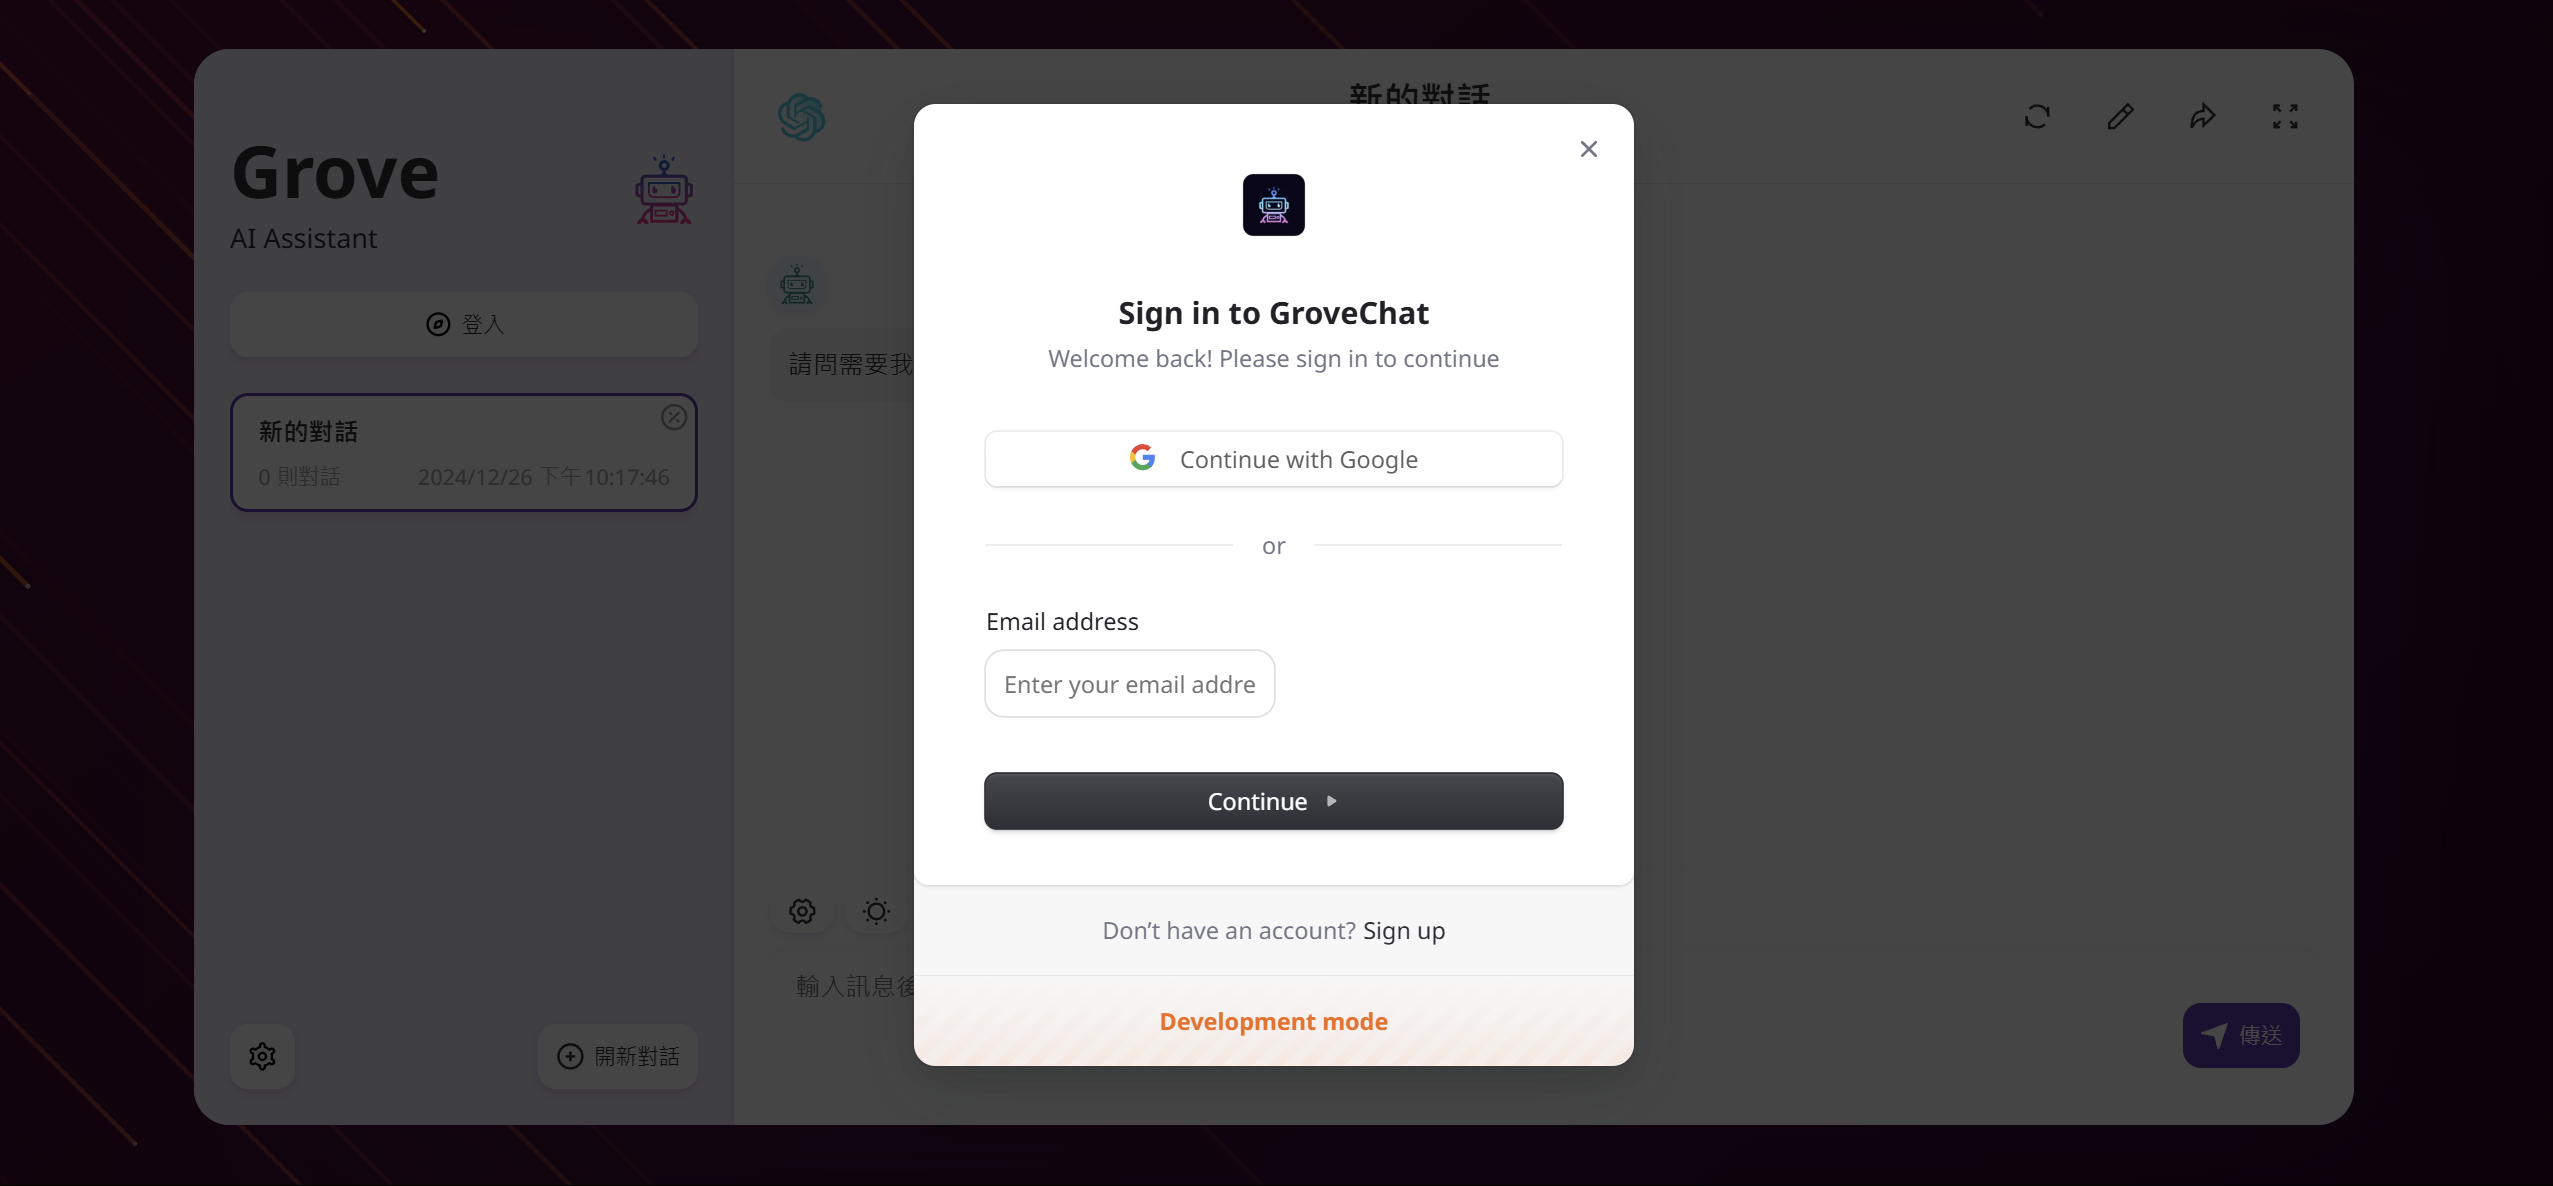 Grove
AI Assistant
登入
新的對話
0 則對話 2024/12/26 下午10:17:46
開新對話
新的對話
請問需要我
輸入訊息後
傳送
Sign in to GroveChat
Welcome back! Please sign in to continue
Continue with Google
or
Email address
Enter your email addre
Continue
Don’t have an account? Sign up
Development mode